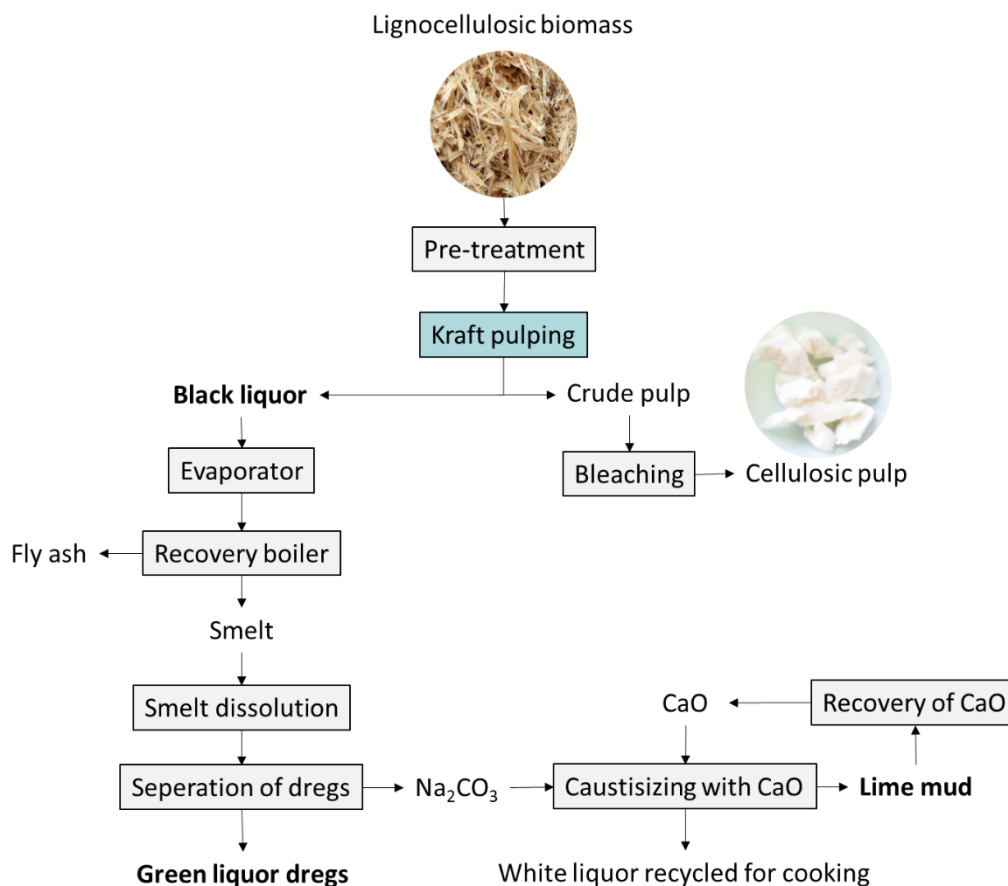 Lignocellulosic biomass
Pre-treatment
Kraft pulping
Black liquor
Crude pulp
Evaporator
Bleaching
Cellulosic pulp
Fly ash
Recovery boiler
Smelt
Smelt dissolution
CaO
Recovery of CaO
Seperation of dregs
Na₂CO₃
Caustisizing with CaO
Lime mud
Green liquor dregs
White liquor recycled for cooking